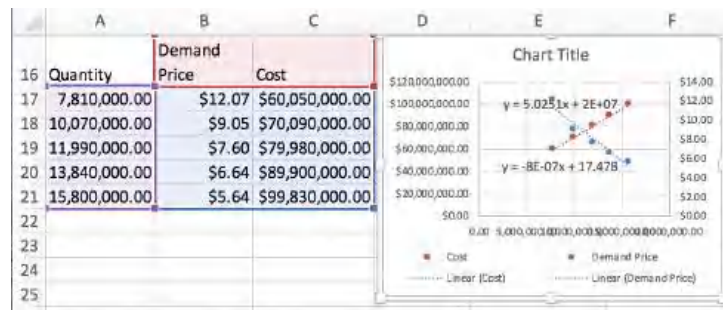 A B C D E F
Demand
16 Quantity Price Cost
17 7,810,000.00 $12.07 $60,050,000.00
18 10,070,000.00 $9.05 $70,090,000.00
19 11,990,000.00 $7.60 $79,980,000.00
20 13,840,000.00 $6.64 $89,900,000.00
21 15,800,000.00 $5.64 $99,830,000.00
22
23
24
25
Chart Title
$120,000,000.00 $14.00
$100,000,000.00 $12.00
$80,000,000.00 $10.00
$60,000,000.00 $8.00
$40,000,000.00 $6.00
$20,000,000.00 $4.00
$0.00 $2.00
$0.00
y = 5.0251x + 2E+07
y = -8E-07x + 17.478
0.00
Cost Demand Price
Linear (Cost) Linear (Demand Price)